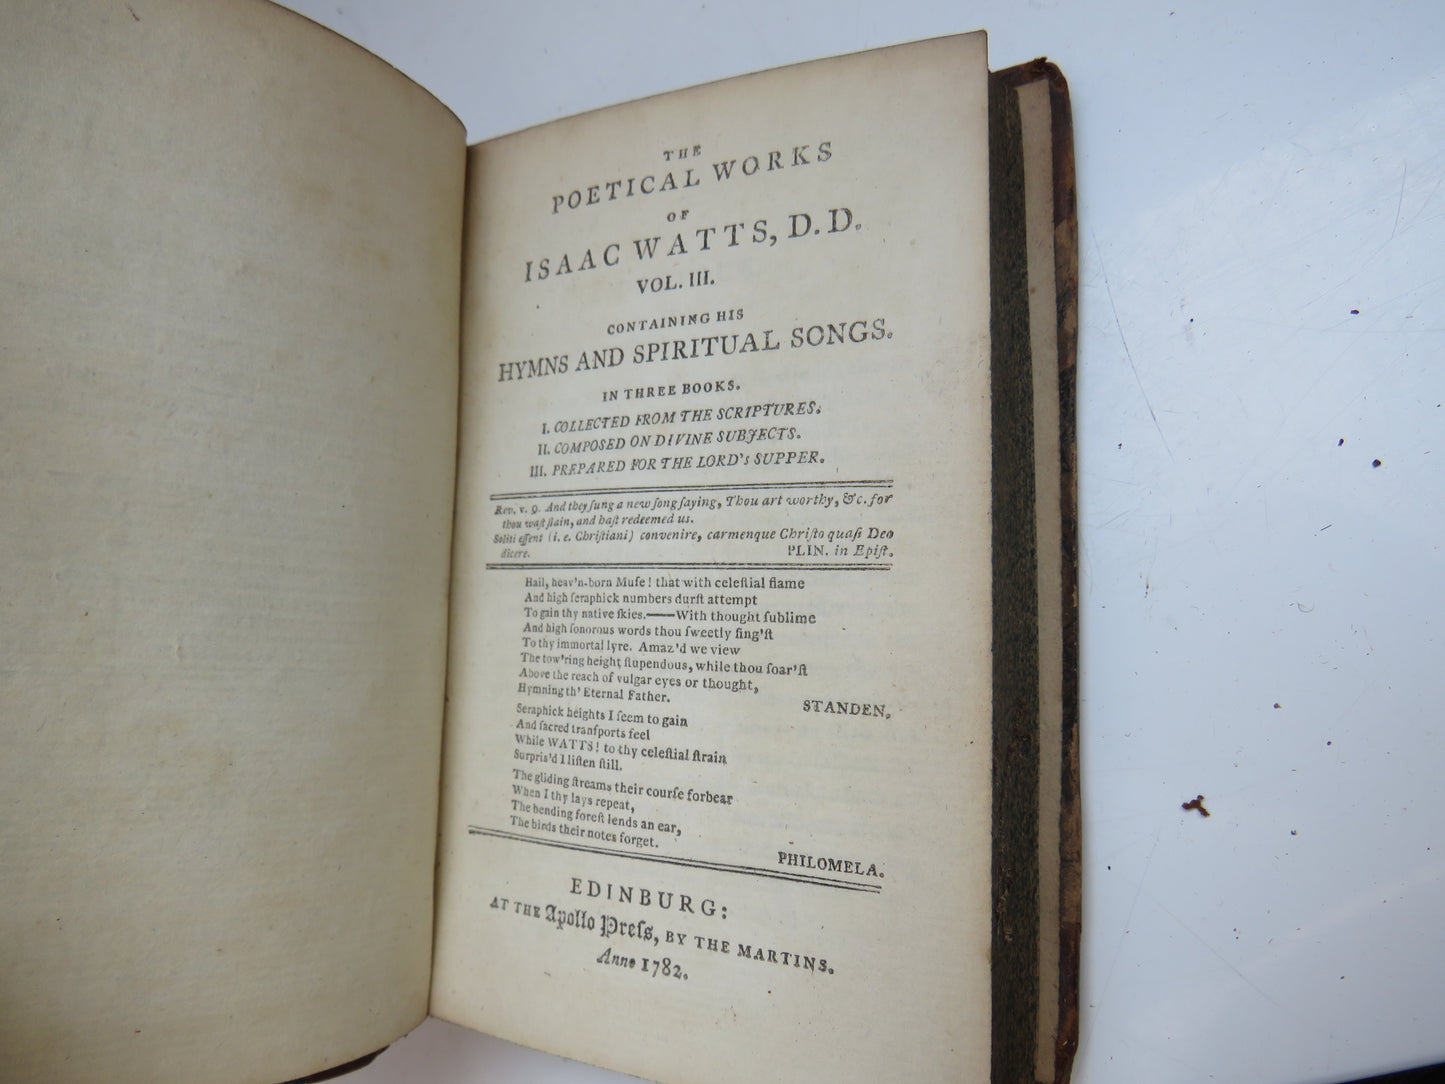 THE
POETICAL WORKS
OF
ISAAC WATTS, D.D.
VOL. III.
CONTAINING HIS
HYMNS AND SPIRITUAL SONGS.
IN THREE BOOKS.
I. COLLECTED FROM THE SCRIPTURES.
II. COMPOSED ON DIVINE SUBJECTS.
III. PREPARED FOR THE LORD's SUPPER.
Rev. v. 9. And they ſung a new ſong ſaying, Thou art worthy, &c. for
thou waſt ſlain, and haſt redeemed us.
Soliti eſſent (i. e. Chriſtiani) convenire, carmenque Chriſto quaſi Deo
dicere. PLIN. in Epiſt.
Hail, heav'n-born Muſe! that with celeſtial flame
And high ſeraphick numbers durſt attempt
To gain thy native ſkies.——With thought ſublime
And high ſonorous words thou ſweetly ſing'ſt
To thy immortal lyre. Amaz'd we view
The tow'ring height ſtupendous, while thou ſoar'ſt
Above the reach of vulgar eyes or thought,
Hymning th' Eternal Father.
STANDEN.
Seraphick heights I ſeem to gain
And ſacred tranſports feel
While WATTS! to thy celeſtial ſtrain
Surpris'd I liſten ſtill.
The gliding ſtreams their courſe forbear
When I thy lays repeat,
The bending foreſt lends an ear,
The birds their notes forget.
PHILOMELA.
EDINBURG:
AT THE Apollo Preſs, BY THE MARTINS.
Anno 1782.